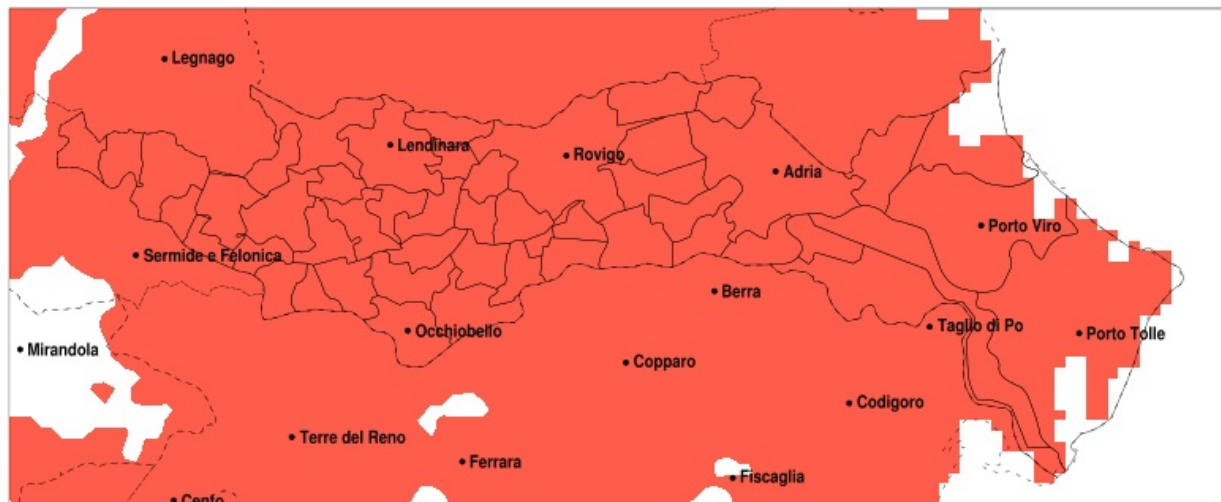 Legnago
Lendinara
Rovigo
Adria
Porto Viro
Sermide e Felonica
Berra
Taglio di Po
Porto Tolle
Occhiobello
Mirandola
Copparo
Codigoro
Terre del Reno
Ferrara
Fiscaglia
Cento